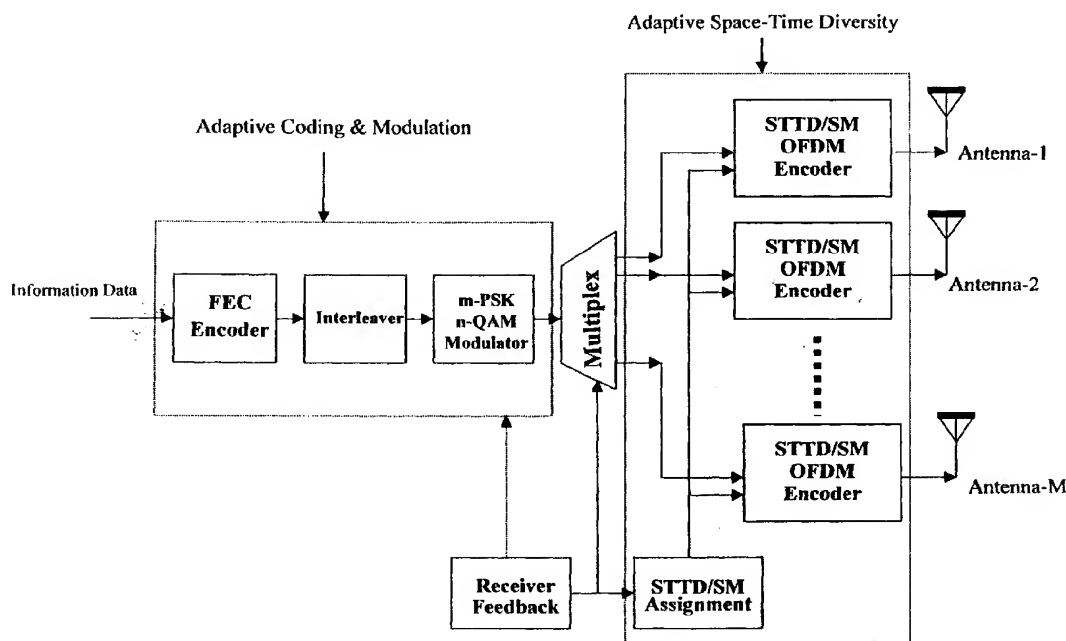 Adaptive Space-Time Diversity
Adaptive Coding & Modulation
STTD/SM
OFDM
Encoder
Antenna-1
Information Data
FEC
Encoder
Interleaver
m-PSK
n-QAM
Modulator
Multiplex
STTD/SM
OFDM
Encoder
Antenna-2
STTD/SM
OFDM
Encoder
Antenna-M
Receiver
Feedback
STTD/SM
Assignment